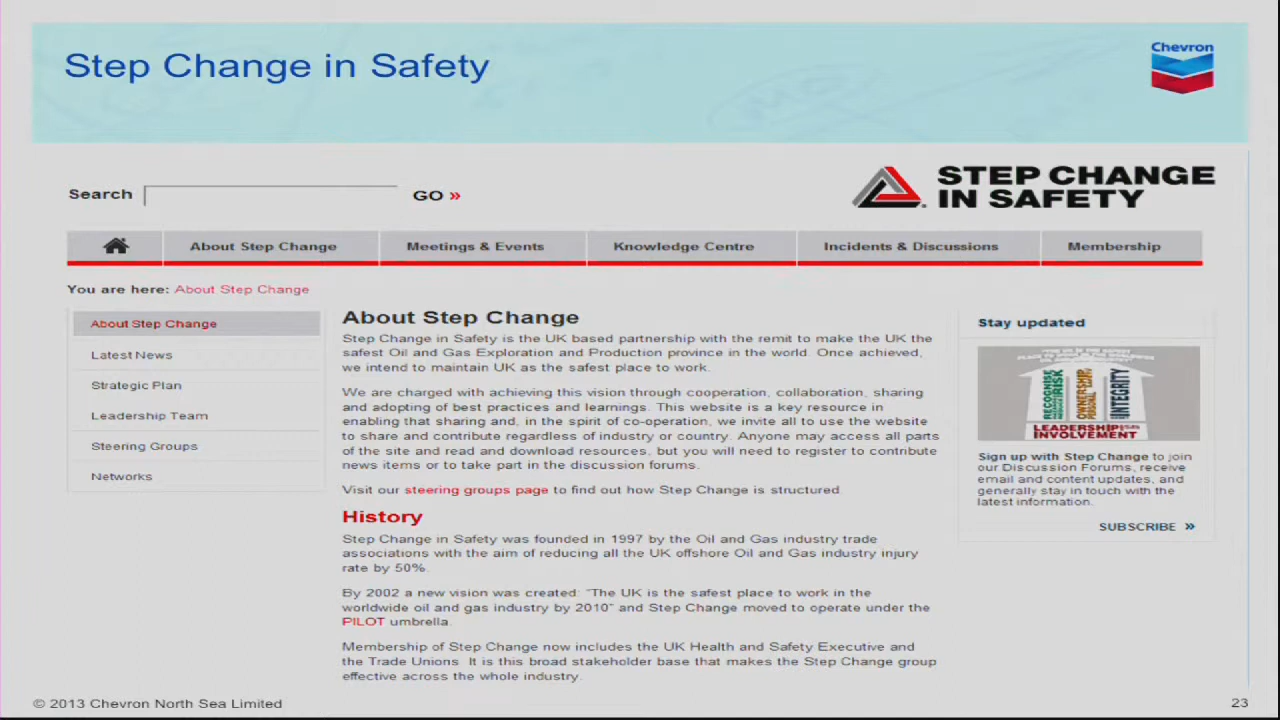 Step Change in Safety
Chevron
Search
GO »
STEP CHANGE
IN SAFETY
About Step Change
Meetings & Events
Knowledge Centre
Incidents & Discussions
Membership
You are here: About Step Change
About Step Change
Latest News
Strategic Plan
Leadership Team
Steering Groups
Networks
About Step Change
Step Change in Safety is the UK based partnership with the remit to make the UK the
safest Oil and Gas Exploration and Production province in the world. Once achieved,
we intend to maintain UK as the safest place to work.
We are charged with achieving this vision through cooperation, collaboration, sharing
and adopting of best practices and learnings. This website is a key resource in
enabling that sharing and, in the spirit of co-operation, we invite all to use the website
to share and contribute regardless of industry or country. Anyone may access all parts
of the site and read and download resources, but you will need to register to contribute
news items or to take part in the discussion forums.
Visit our steering groups page to find out how Step Change is structured.
History
Step Change in Safety was founded in 1997 by the Oil and Gas industry trade
associations with the aim of reducing all the UK offshore Oil and Gas industry injury
rate by 50%.
By 2002 a new vision was created: "The UK is the safest place to work in the
worldwide oil and gas industry by 2010" and Step Change moved to operate under the
PILOT umbrella.
Membership of Step Change now includes the UK Health and Safety Executive and
the Trade Unions. It is this broad stakeholder base that makes the Step Change group
effective across the whole industry.
Stay updated
RECOGNISE
RISK
PERSONAL
OWNERSHIP
INTEGRITY
LEADERSHIP
INVOLVEMENT
Sign up with Step Change to join
our Discussion Forums, receive
email and content updates, and
generally stay in touch with the
latest information.
SUBSCRIBE »
© 2013 Chevron North Sea Limited
23